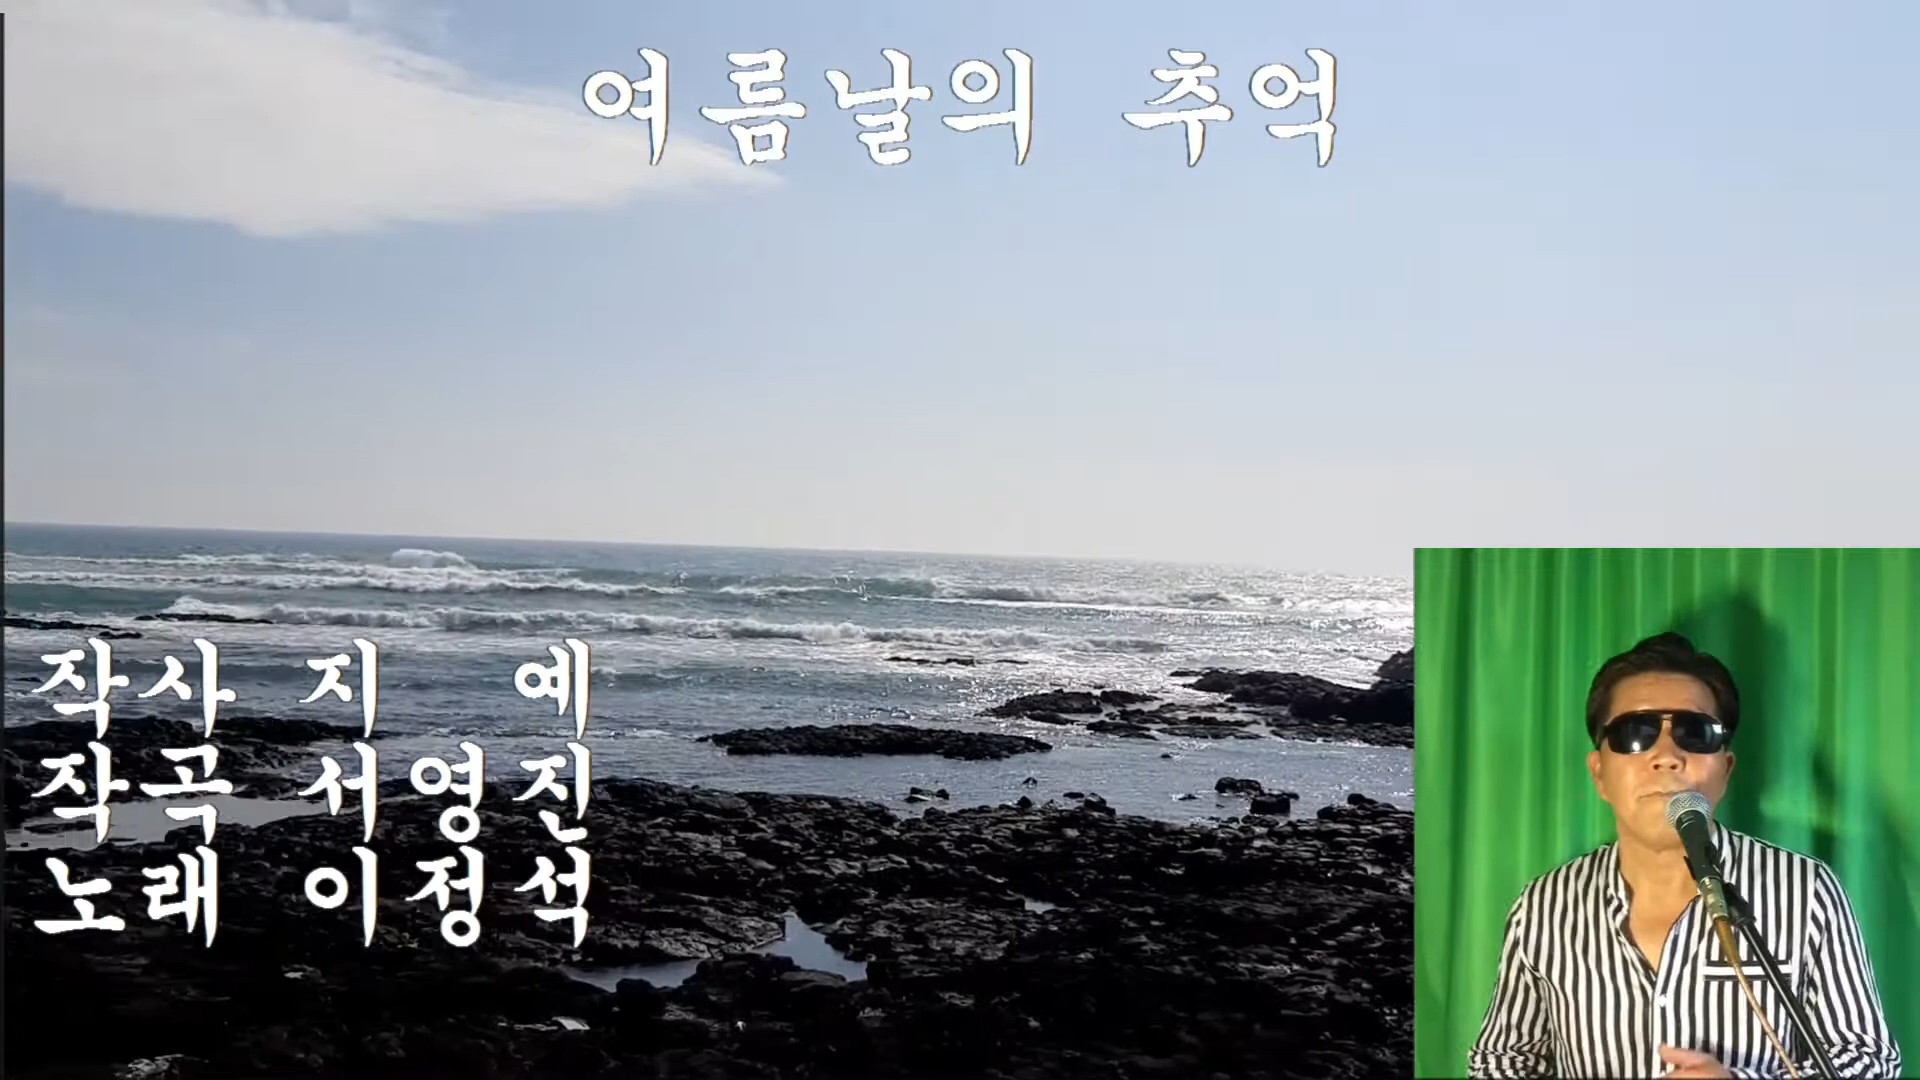 여름날의 추억
작사 지 예
작곡 서영진
노래 이정석